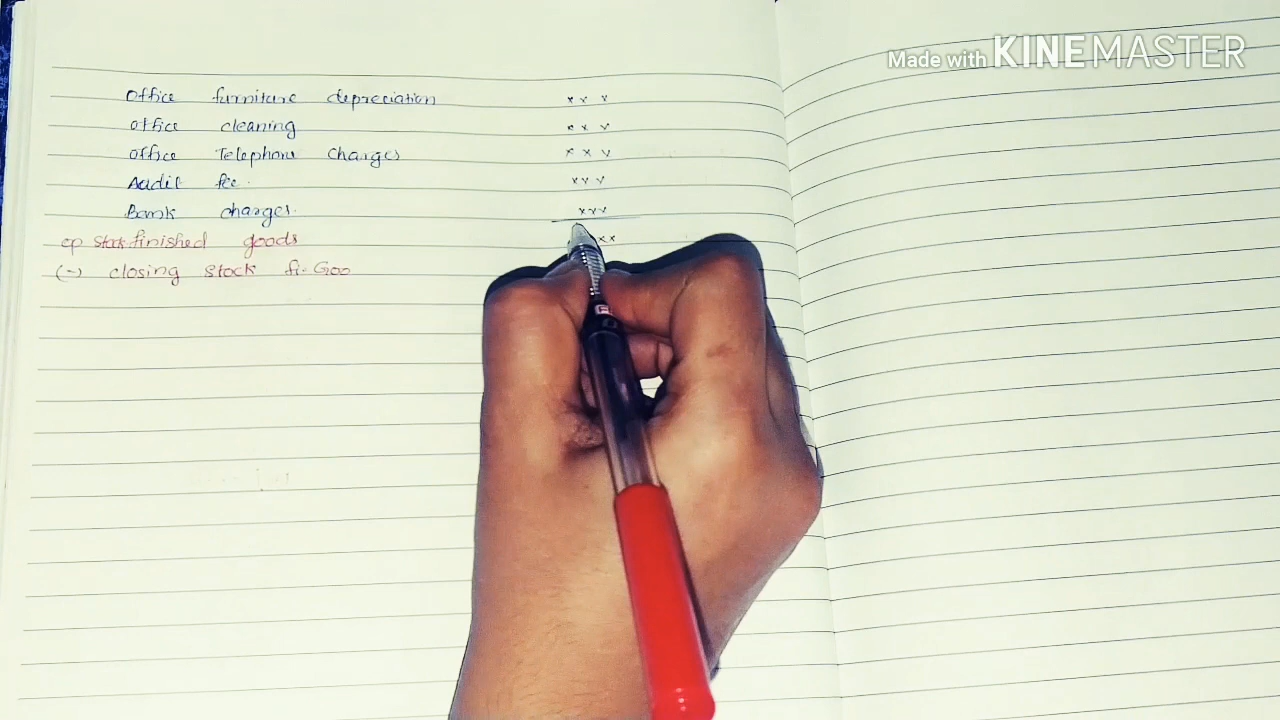 Made with KINEMASTER
Office furniture depreciation xxx
Office cleaning xxx
Office Telephone Charges xxx
Audit fee. xxx
Bank charges. xxx
op stock finished goods xx
(-) closing stock fi-Goo